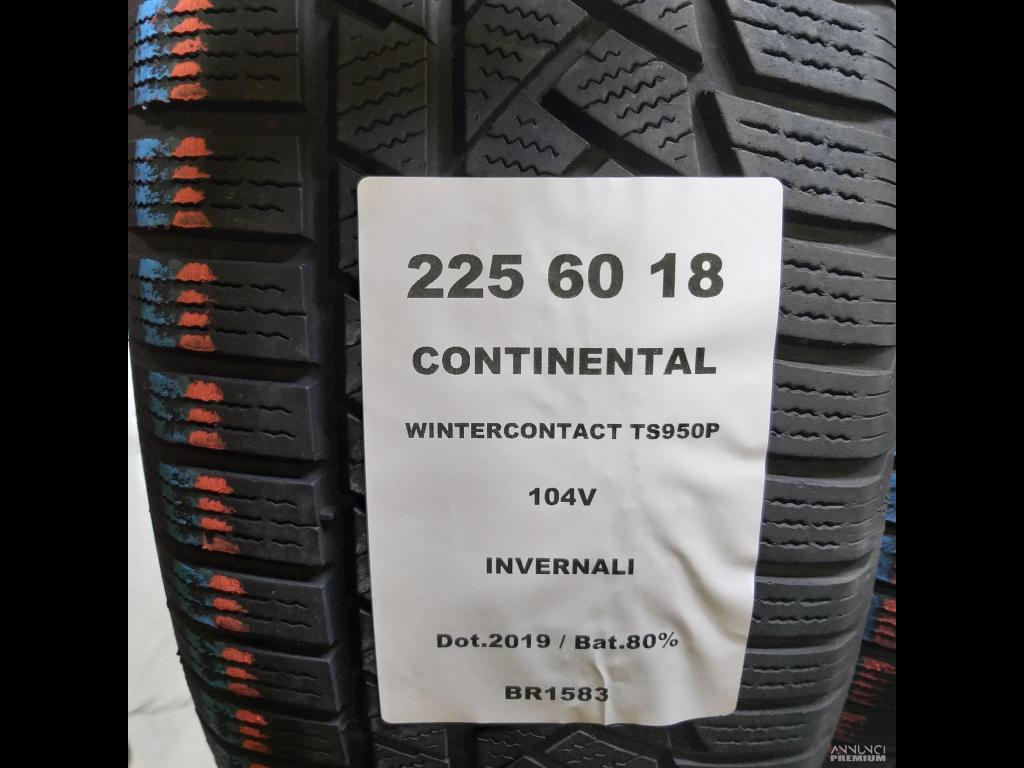 225 60 18
CONTINENTAL
WINTERCONTACT TS950P
104V
INVERNALI
Dot.2019 / Bat.80%
BR1583
ANNUNCI
PREMIUM